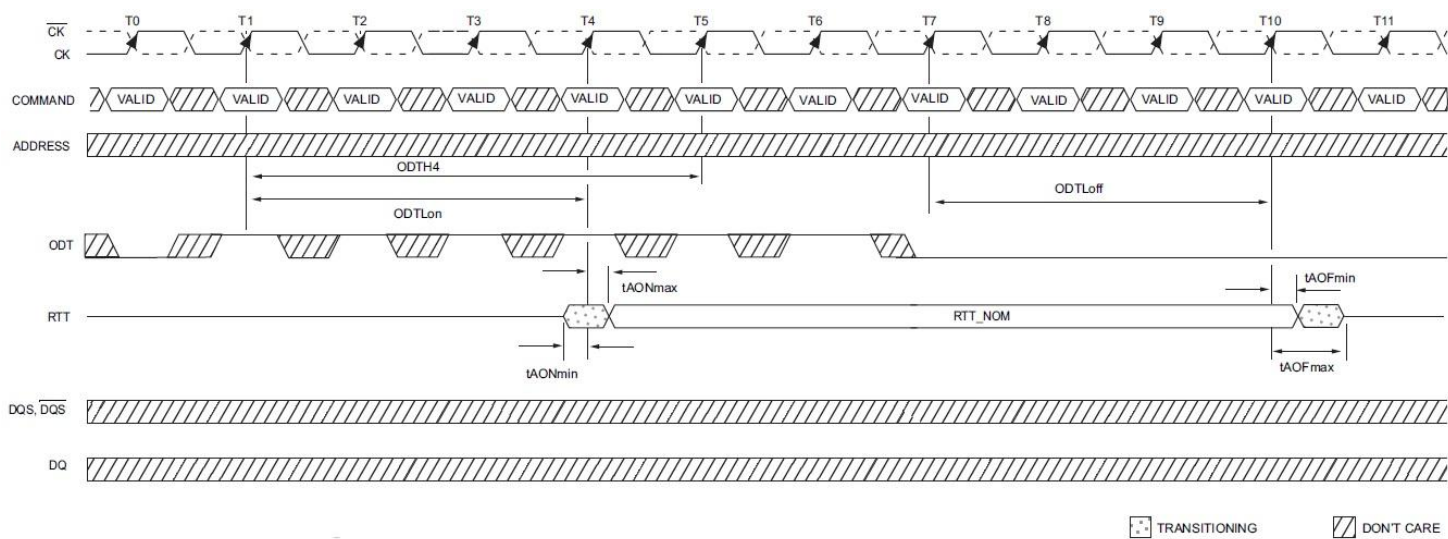 T0 T1 T2 T3 T4 T5 T6 T7 T8 T9 T10 T11
CK
CK
COMMAND VALID VALID VALID VALID VALID VALID VALID VALID VALID VALID VALID VALID
ADDRESS
ODTH4
ODTLoff
ODTLon
ODT
tAONmax
tAOFmin
RTT RTT_NOM
tAONmin
tAOFmax
DQS, DQS
DQ
TRANSITIONING DON'T CARE